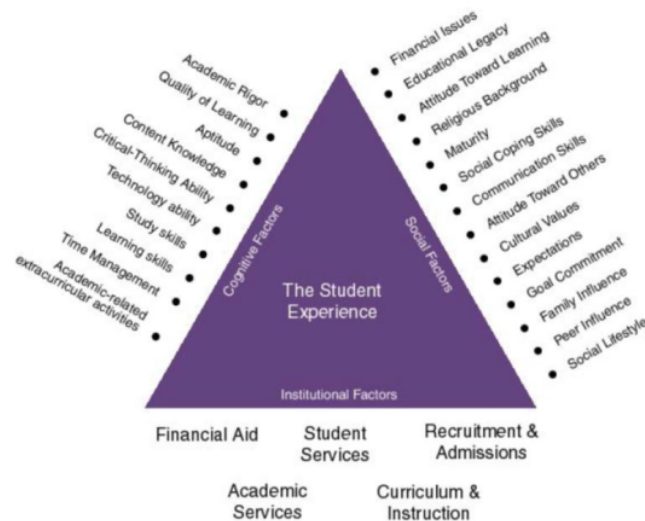 Academic Rigor
Quality of Learning
Aptitude
Content Knowledge
Critical-Thinking Ability
Technology ability
Study skills
Learning skills
Time Management
Academic-related
extracurricular activities
Financial Issues
Educational Legacy
Attitude Toward Learning
Religious Background
Maturity
Social Coping Skills
Communication Skills
Attitude Toward Others
Cultural Values
Expectations
Goal Commitment
Family Influence
Peer Influence
Social Lifestyle
Cognitive Factors
Social Factors
The Student
Experience
Institutional Factors
Financial Aid
Student
Services
Recruitment &
Admissions
Academic
Services
Curriculum &
Instruction